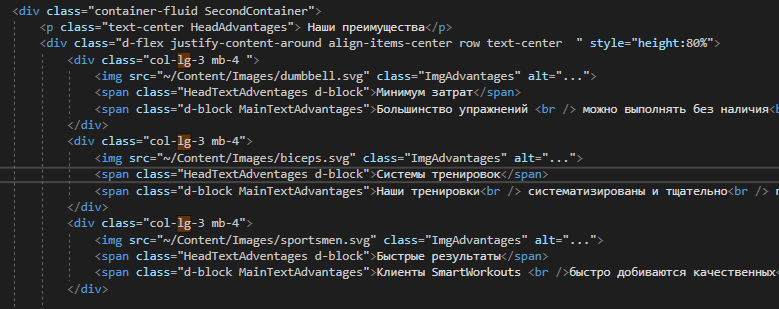 <div class="container-fluid SecondContainer">
<p class="text-center HeadAdvantages"> Наши преимущества</p>
<div class="d-flex justify-content-around align-items-center row text-center  " style="height:80%">
<div class="col-lg-3 mb-4 ">
<img src="~/Content/Images/dumbbell.svg" class="ImgAdvantages" alt="...">
<span class="HeadTextAdventages d-block">Минимум затрат</span>
<span class="d-block MainTextAdvantages">Большинство упражнений <br /> можно выполнять без наличия<b
</div>
<div class="col-lg-3 mb-4">
<img src="~/Content/Images/biceps.svg" class="ImgAdvantages" alt="...">
<span class="HeadTextAdventages d-block">Системы тренировок</span>
<span class="d-block MainTextAdvantages">Наши тренировки<br /> систематизированы и тщательно<br /> п
</div>
<div class="col-lg-3 mb-4">
<img src="~/Content/Images/sportsmen.svg" class="ImgAdvantages" alt="...">
<span class="HeadTextAdventages d-block">Быстрые результаты</span>
<span class="d-block MainTextAdvantages">Клиенты SmartWorkouts <br />быстро добиваются качественных<
</div>